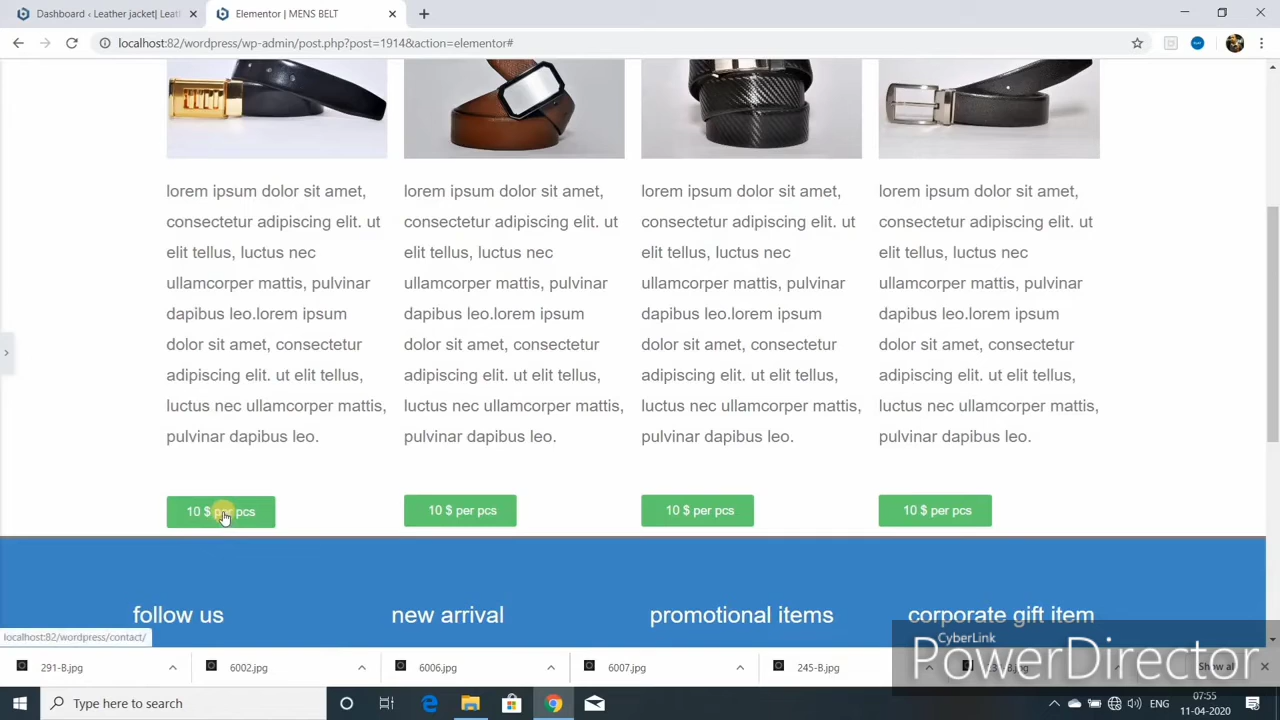 Dashboard ‹ Leather jacket| Leatl
Elementor | MENS BELT
localhost:82/wordpress/wp-admin/post.php?post=1914&action=elementor#
lorem ipsum dolor sit amet,
consectetur adipiscing elit. ut
elit tellus, luctus nec
ullamcorper mattis, pulvinar
dapibus leo.lorem ipsum
dolor sit amet, consectetur
adipiscing elit. ut elit tellus,
luctus nec ullamcorper mattis,
pulvinar dapibus leo.
10 $ per pcs
lorem ipsum dolor sit amet,
consectetur adipiscing elit. ut
elit tellus, luctus nec
ullamcorper mattis, pulvinar
dapibus leo.lorem ipsum
dolor sit amet, consectetur
adipiscing elit. ut elit tellus,
luctus nec ullamcorper mattis,
pulvinar dapibus leo.
10 $ per pcs
lorem ipsum dolor sit amet,
consectetur adipiscing elit. ut
elit tellus, luctus nec
ullamcorper mattis, pulvinar
dapibus leo.lorem ipsum
dolor sit amet, consectetur
adipiscing elit. ut elit tellus,
luctus nec ullamcorper mattis,
pulvinar dapibus leo.
10 $ per pcs
lorem ipsum dolor sit amet,
consectetur adipiscing elit. ut
elit tellus, luctus nec
ullamcorper mattis, pulvinar
dapibus leo.lorem ipsum
dolor sit amet, consectetur
adipiscing elit. ut elit tellus,
luctus nec ullamcorper mattis,
pulvinar dapibus leo.
10 $ per pcs
follow us
new arrival
promotional items
corporate gift item
localhost:82/wordpress/contact/
CyberLink
PowerDirector
291-B.jpg
6002.jpg
6006.jpg
6007.jpg
245-B.jpg
Show all
Type here to search
ENG
07:55
11-04-2020